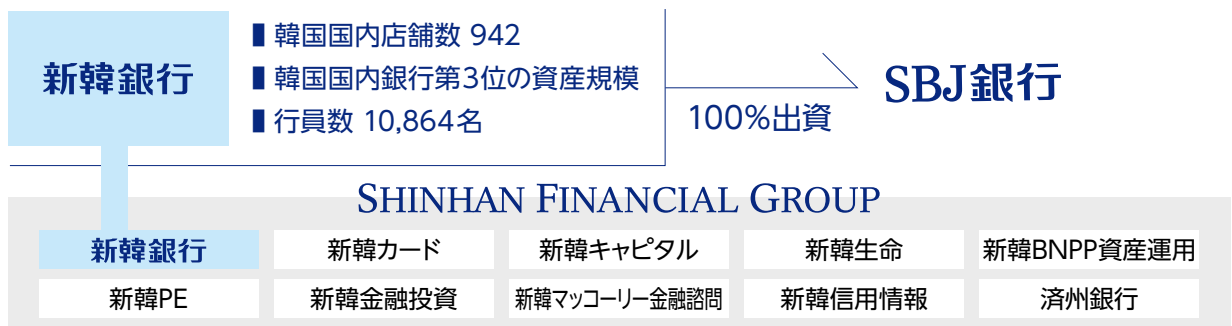 新韓銀行
韓国国内店舗数 942
韓国国内銀行第3位の資産規模
行員数 10,864名
100%出資
SBJ銀行
SHINHAN FINANCIAL GROUP
新韓銀行 新韓カード 新韓キャピタル 新韓生命 新韓BNPP資産運用
新韓PE 新韓金融投資 新韓マッコーリー金融諮問 新韓信用情報 済州銀行